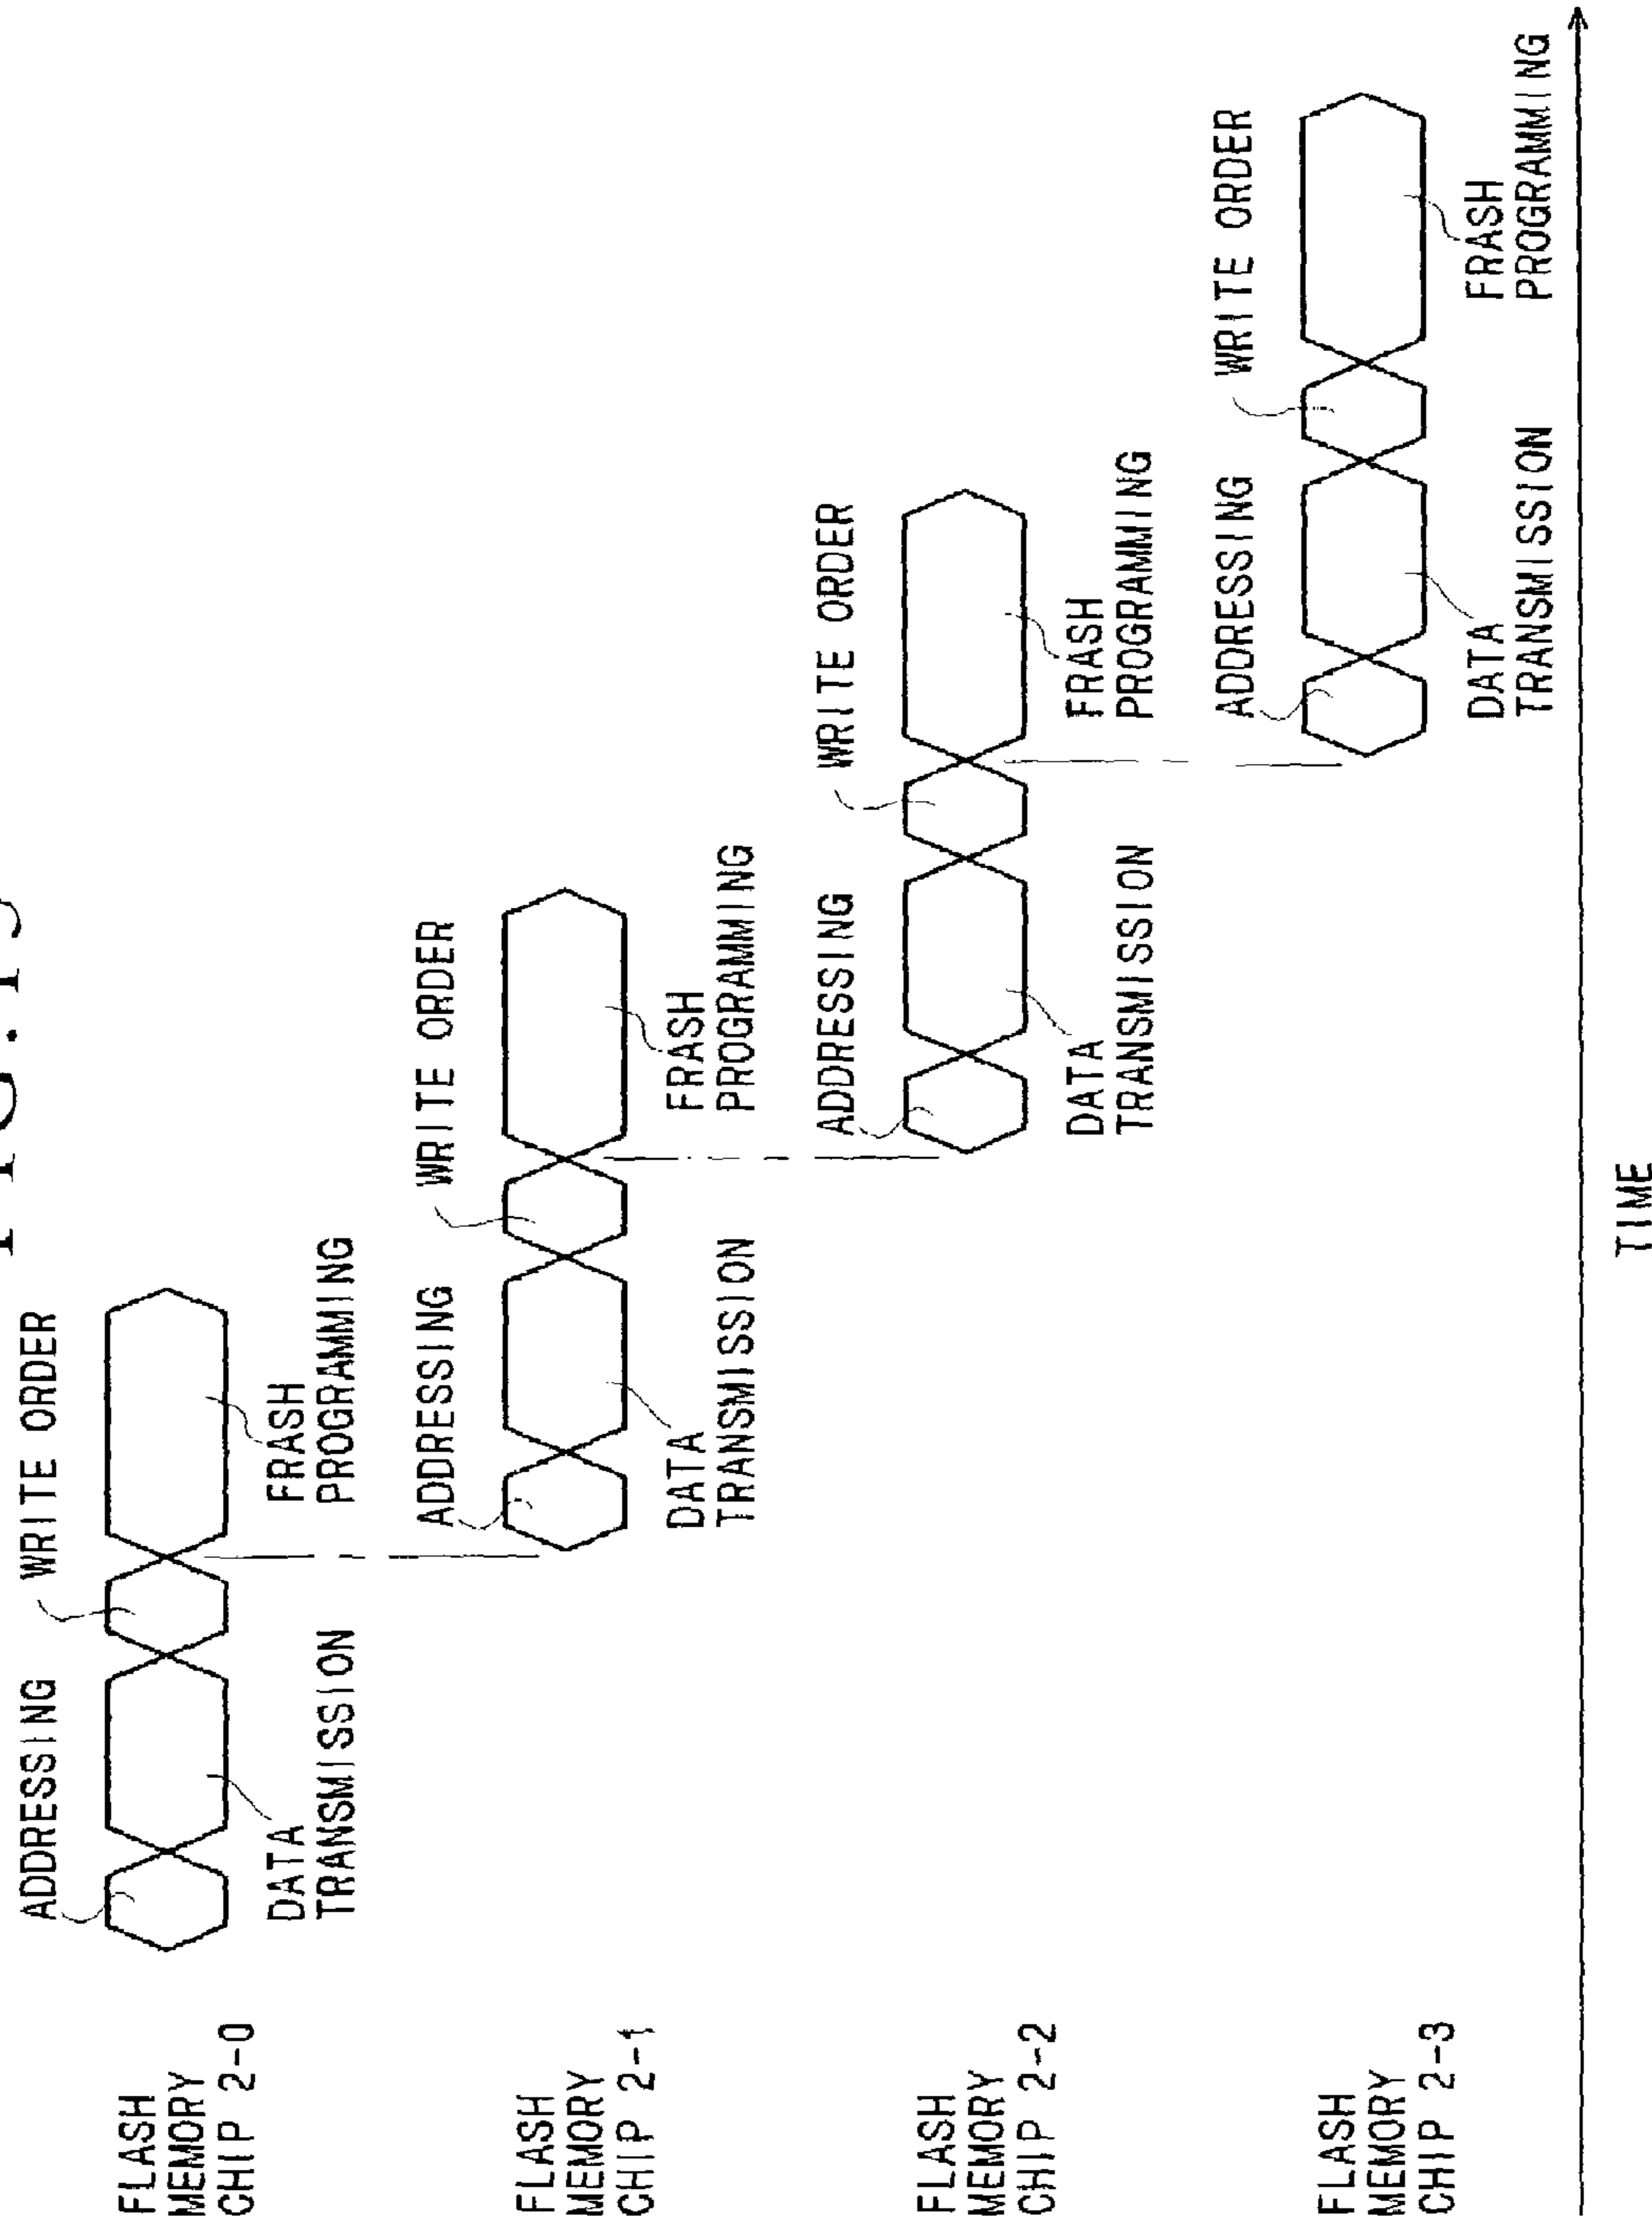 FLASH
MEMORY
CHIP 2-0
ADDRESSING
WRITE ORDER
DATA
TRANSMISSION
FRASH
PROGRAMMING
FLASH
MEMORY
CHIP 2-1
ADDRESSING
WRITE ORDER
DATA
TRANSMISSION
FRASH
PROGRAMMING
FLASH
MEMORY
CHIP 2-2
ADDRESSING
WRITE ORDER
DATA
TRANSMISSION
FRASH
PROGRAMMING
FLASH
MEMORY
CHIP 2-3
ADDRESSING
WRITE ORDER
DATA
TRANSMISSION
FRASH
PROGRAMMING
TIME